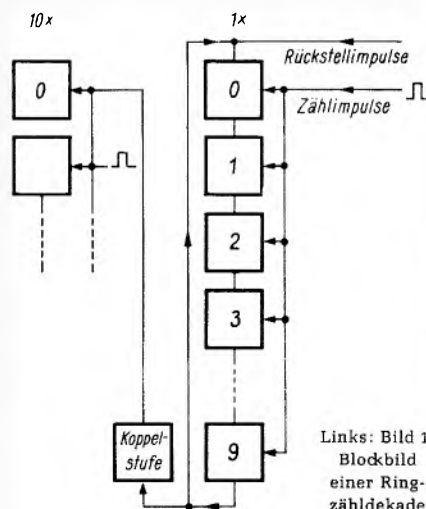 10x
1x
Rückstellimpulse
0
0
Zählimpulse
1
2
3
Koppel-
stufe
9
Links: Bild 1.
Blockbild
einer Ring-
zähldekade